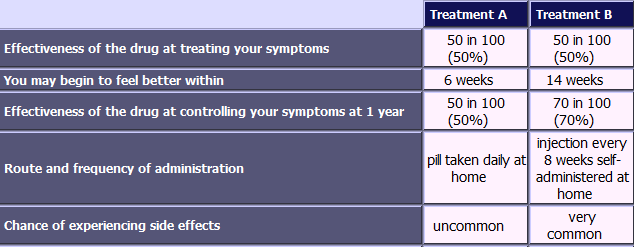 Treatment A Treatment B
Effectiveness of the drug at treating your symptoms
50 in 100
(50%)
50 in 100
(50%)
You may begin to feel better within
6 weeks
14 weeks
Effectiveness of the drug at controlling your symptoms at 1 year
50 in 100
(50%)
70 in 100
(70%)
Route and frequency of administration
pill taken daily at
home
injection every
8 weeks self-
administered at
home
Chance of experiencing side effects
uncommon
very
common